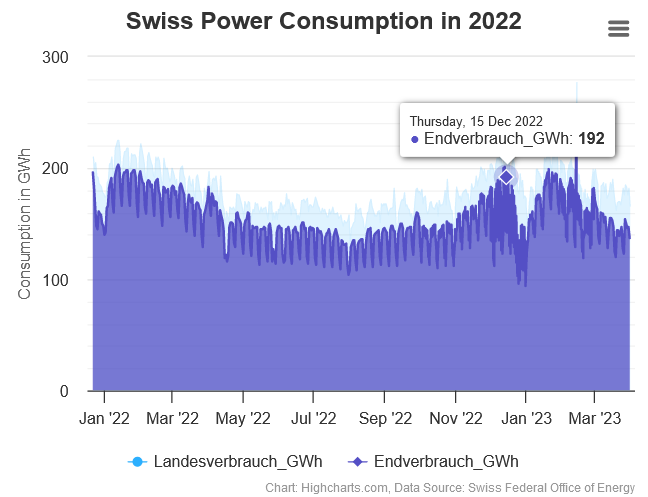 Swiss Power Consumption in 2022
300
200
100
0
Consumption in GWh
Thursday, 15 Dec 2022
Endverbrauch_GWh: 192
Jan '22 Mar '22 May '22 Jul '22 Sep '22 Nov '22 Jan '23 Mar '23
Landesverbrauch_GWh Endverbrauch_GWh
Chart: Highcharts.com, Data Source: Swiss Federal Office of Energy